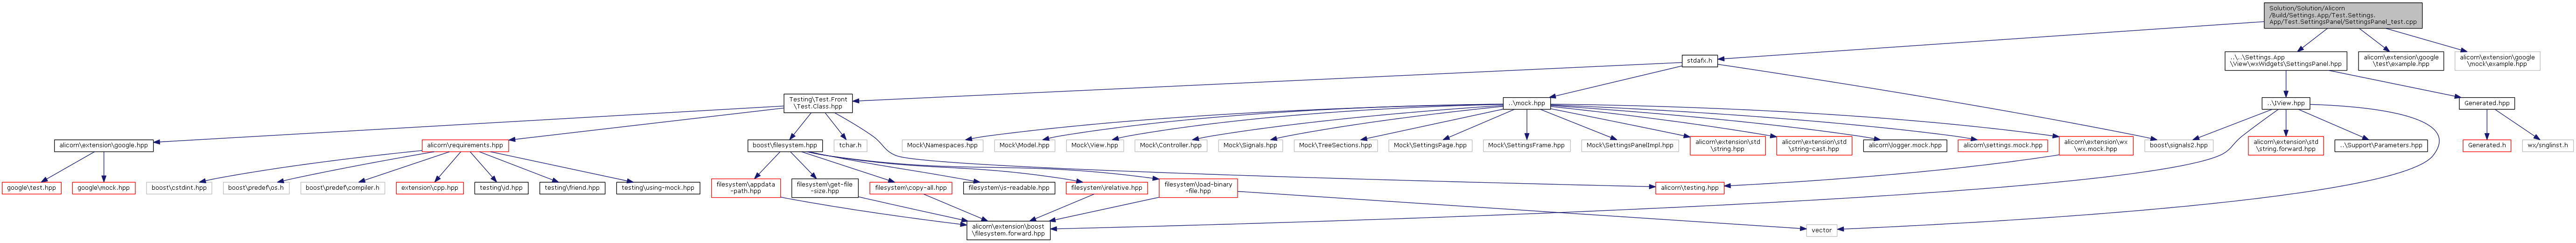 Solution/Solution/Alicorn
/Build/Settings.App/Test.Settings.
App/Test.SettingsPanel/SettingsPanel_test.cpp
stdafx.h
..\..\Settings.App
\View\wxWidgets\SettingsPanel.hpp
alicorn\extension\google
\test\example.hpp
alicorn\extension\google
\mock\example.hpp
Testing\Test.Front
\Test.Class.hpp
..\mock.hpp
..\IView.hpp
Generated.hpp
alicorn\extension\google.hpp
alicorn\requirements.hpp
boost\filesystem.hpp
tchar.h
Mock\Namespaces.hpp
Mock\Model.hpp
Mock\View.hpp
Mock\Controller.hpp
Mock\Signals.hpp
Mock\TreeSections.hpp
Mock\SettingsPage.hpp
Mock\SettingsFrame.hpp
Mock\SettingsPanelImpl.hpp
alicorn\extension\std
\string.hpp
alicorn\extension\std
\string-cast.hpp
alicorn\logger.mock.hpp
alicorn\settings.mock.hpp
alicorn\extension\wx
\wx.mock.hpp
boost\signals2.hpp
alicorn\extension\std
\string.forward.hpp
..\Support\Parameters.hpp
Generated.h
wx/snglinst.h
google\test.hpp
google\mock.hpp
boost\cstdint.hpp
boost\predef\os.h
boost\predef\compiler.h
extension\cpp.hpp
testing\d.hpp
testing\friend.hpp
testing\using-mock.hpp
filesystem\appdata
-path.hpp
filesystem\get-file
-size.hpp
filesystem\copy-all.hpp
filesystem\is-readable.hpp
filesystem\relative.hpp
filesystem\load-binary
-file.hpp
alicorn\testing.hpp
alicorn\extension\boost
\filesystem.forward.hpp
vector